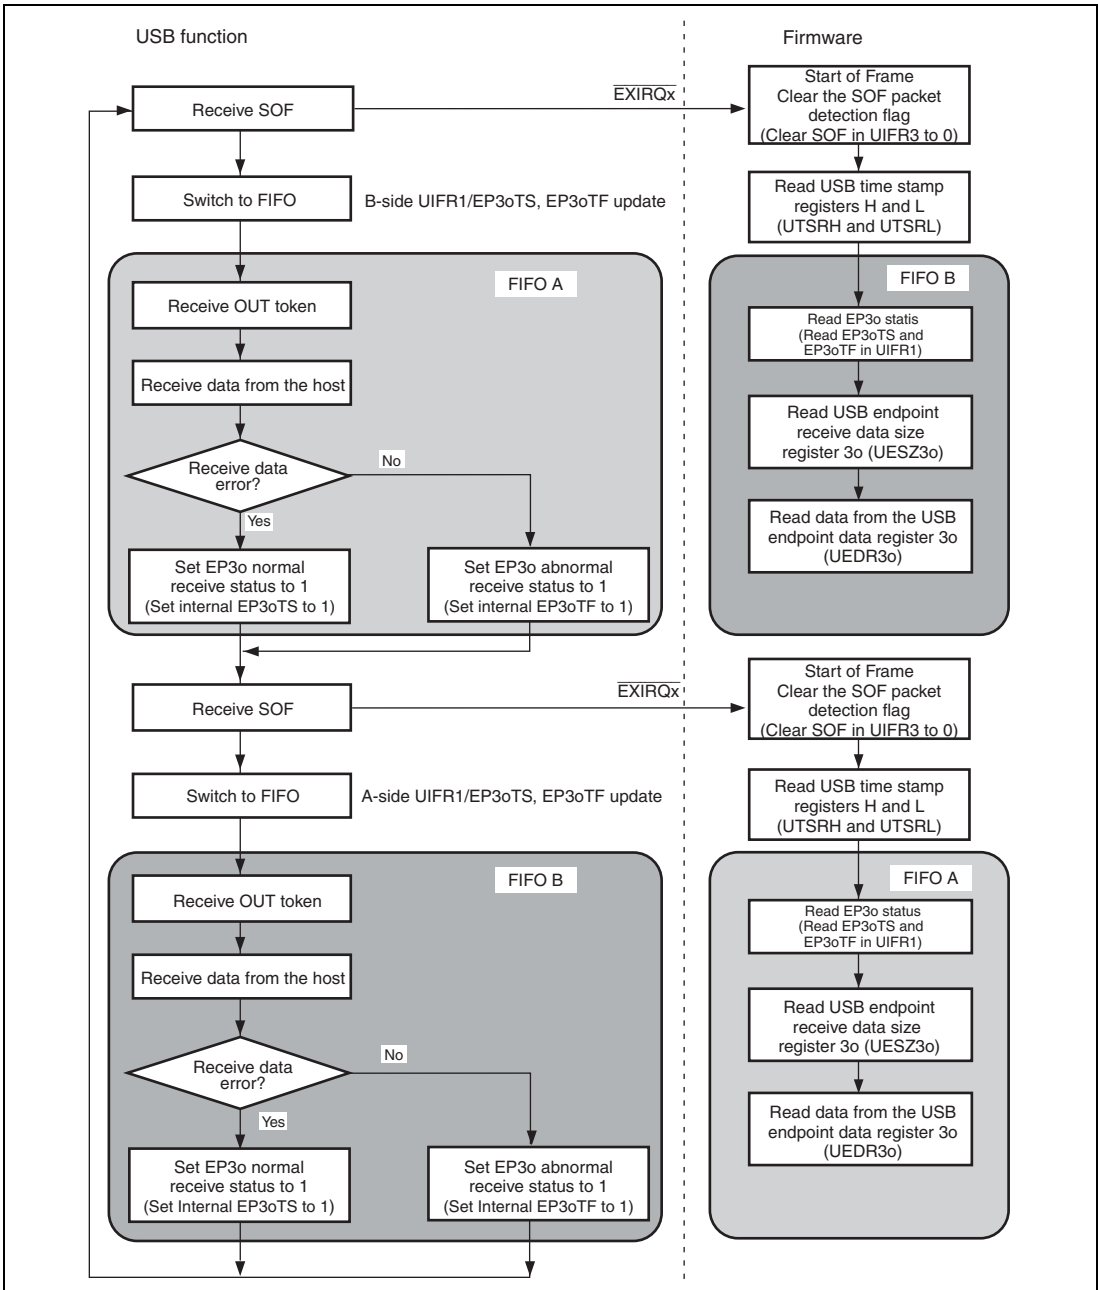 USB function
Firmware
Receive SOF
EXIRQx
Start of Frame
Clear the SOF packet
detection flag
(Clear SOF in UIFR3 to 0)
Switch to FIFO
B-side UIFR1/EP3oTS, EP3oTF update
Read USB time stamp
registers H and L
(UTSRH and UTSRL)
FIFO A
Receive OUT token
Receive data from the host
Receive data
error?
No
Yes
Set EP3o normal
receive status to 1
(Set internal EP3oTS to 1)
Set EP3o abnormal
receive status to 1
(Set internal EP3oTF to 1)
FIFO B
Read EP3o statis
(Read EP3oTS and
EP3oTF in UIFR1)
Read USB endpoint
receive data size
register 3o (UESZ3o)
Read data from the USB
endpoint data register 3o
(UEDR3o)
Receive SOF
EXIRQx
Start of Frame
Clear the SOF packet
detection flag
(Clear SOF in UIFR3 to 0)
Switch to FIFO
A-side UIFR1/EP3oTS, EP3oTF update
Read USB time stamp
registers H and L
(UTSRH and UTSRL)
FIFO B
Receive OUT token
Receive data from the host
Receive data
error?
No
Yes
Set EP3o normal
receive status to 1
(Set Internal EP3oTS to 1)
Set EP3o abnormal
receive status to 1
(Set Internal EP3oTF to 1)
FIFO A
Read EP3o status
(Read EP3oTS and
EP3oTF in UIFR1)
Read USB endpoint
receive data size
register 3o (UESZ3o)
Read data from the USB
endpoint data register 3o
(UEDR3o)